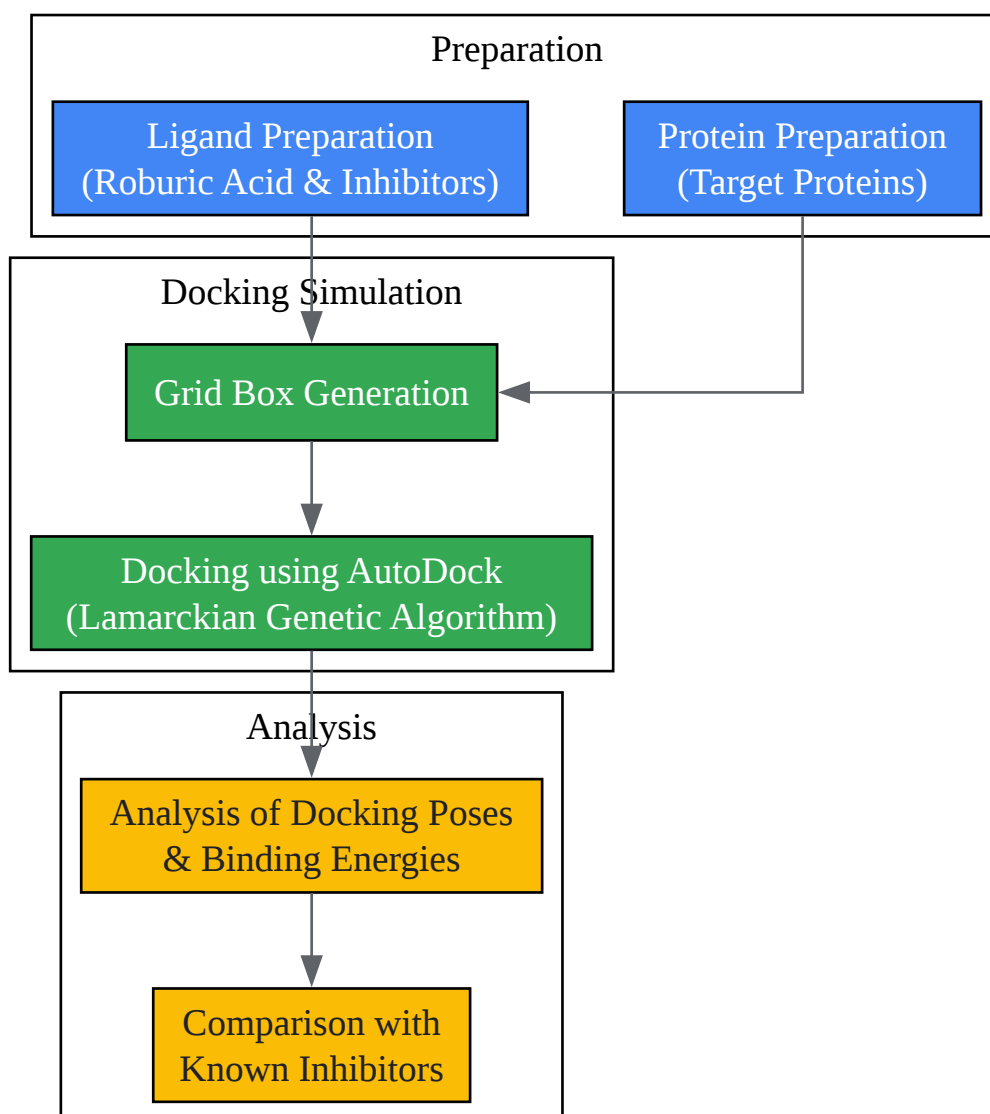 Preparation
Ligand Preparation
(Roburic Acid & Inhibitors)
Protein Preparation
(Target Proteins)
Docking Simulation
Grid Box Generation
Docking using AutoDock
(Lamarckian Genetic Algorithm)
Analysis
Analysis of Docking Poses
& Binding Energies
Comparison with
Known Inhibitors